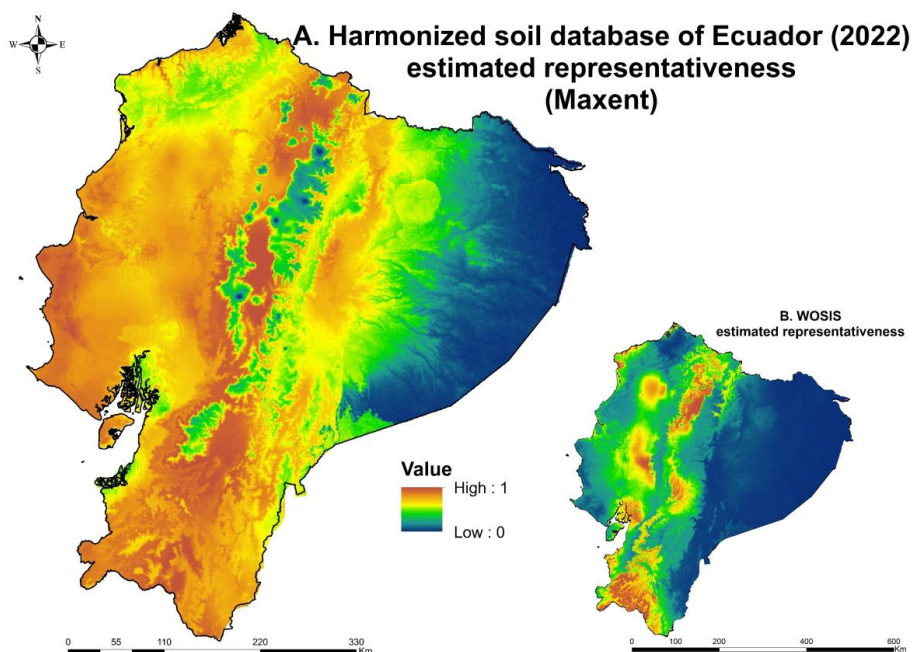 N
W E
S
A. Harmonized soil database of Ecuador (2022)
estimated representativeness
(Maxent)
B. WOSIS
estimated representativeness
Value
High : 1
Low : 0
0 55 110 220 330
Km
0 100 200 400 600
Km